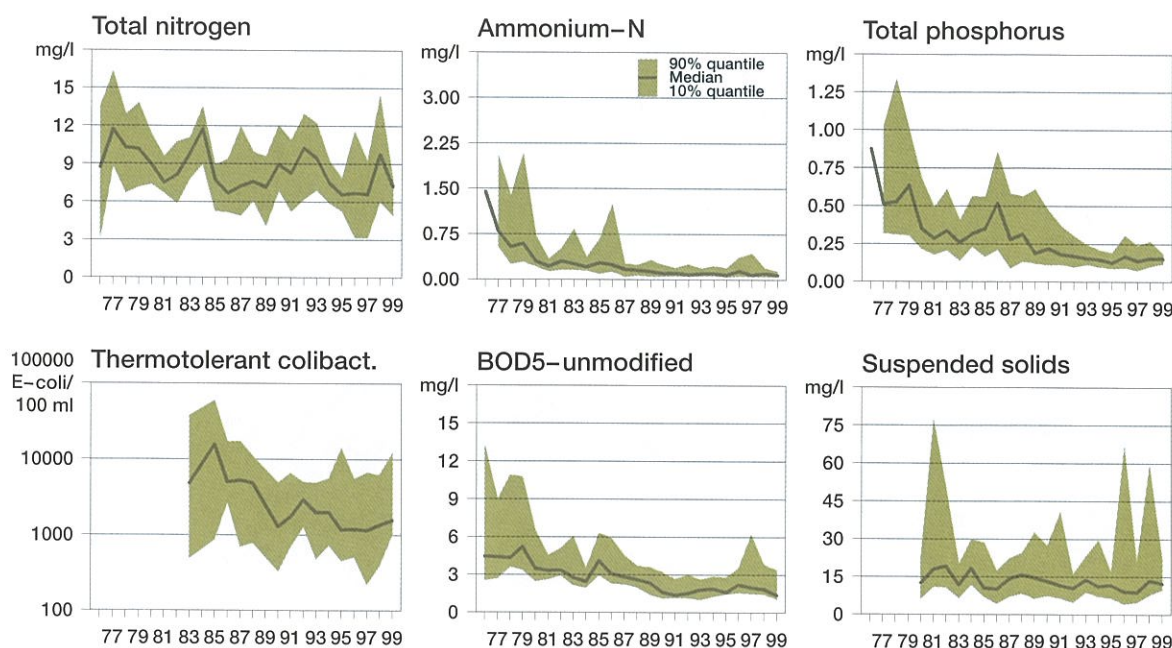 Total nitrogen
mg/l
15
12
9
6
3
0
77 79 81 83 85 87 89 91 93 95 97 99
Ammonium–N
mg/l
3.00
2.25
1.50
0.75
0.00
90% quantile
Median
10% quantile
77 79 81 83 85 87 89 91 93 95 97 99
Total phosphorus
mg/l
1.25
1.00
0.75
0.50
0.25
0.00
77 79 81 83 85 87 89 91 93 95 97 99
Thermotolerant colibact.
100000
E–coli/
100 ml
10000
1000
100
77 79 81 83 85 87 89 91 93 95 97 99
BOD5–unmodified
mg/l
15
12
9
6
3
0
77 79 81 83 85 87 89 91 93 95 97 99
Suspended solids
mg/l
75
60
45
30
15
0
77 79 81 83 85 87 89 91 93 95 97 99